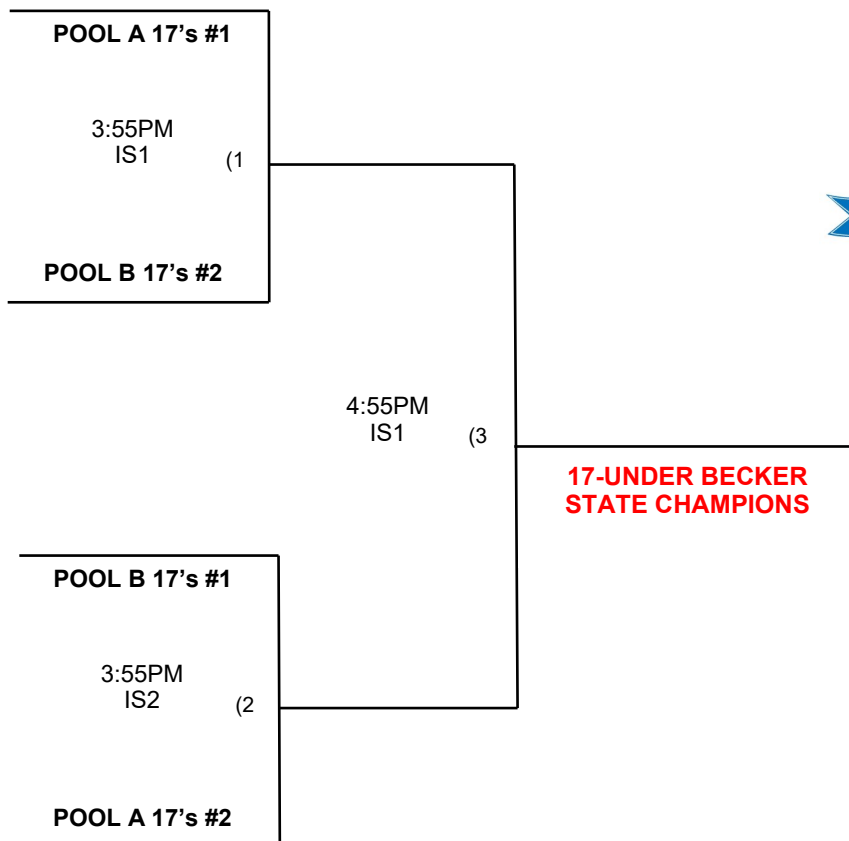 POOL A 17’s #1
3:55PM
IS1
(1
POOL B 17’s #2
4:55PM
IS1
(3
17-UNDER BECKER
STATE CHAMPIONS
POOL B 17’s #1
3:55PM
IS2
(2
POOL A 17’s #2